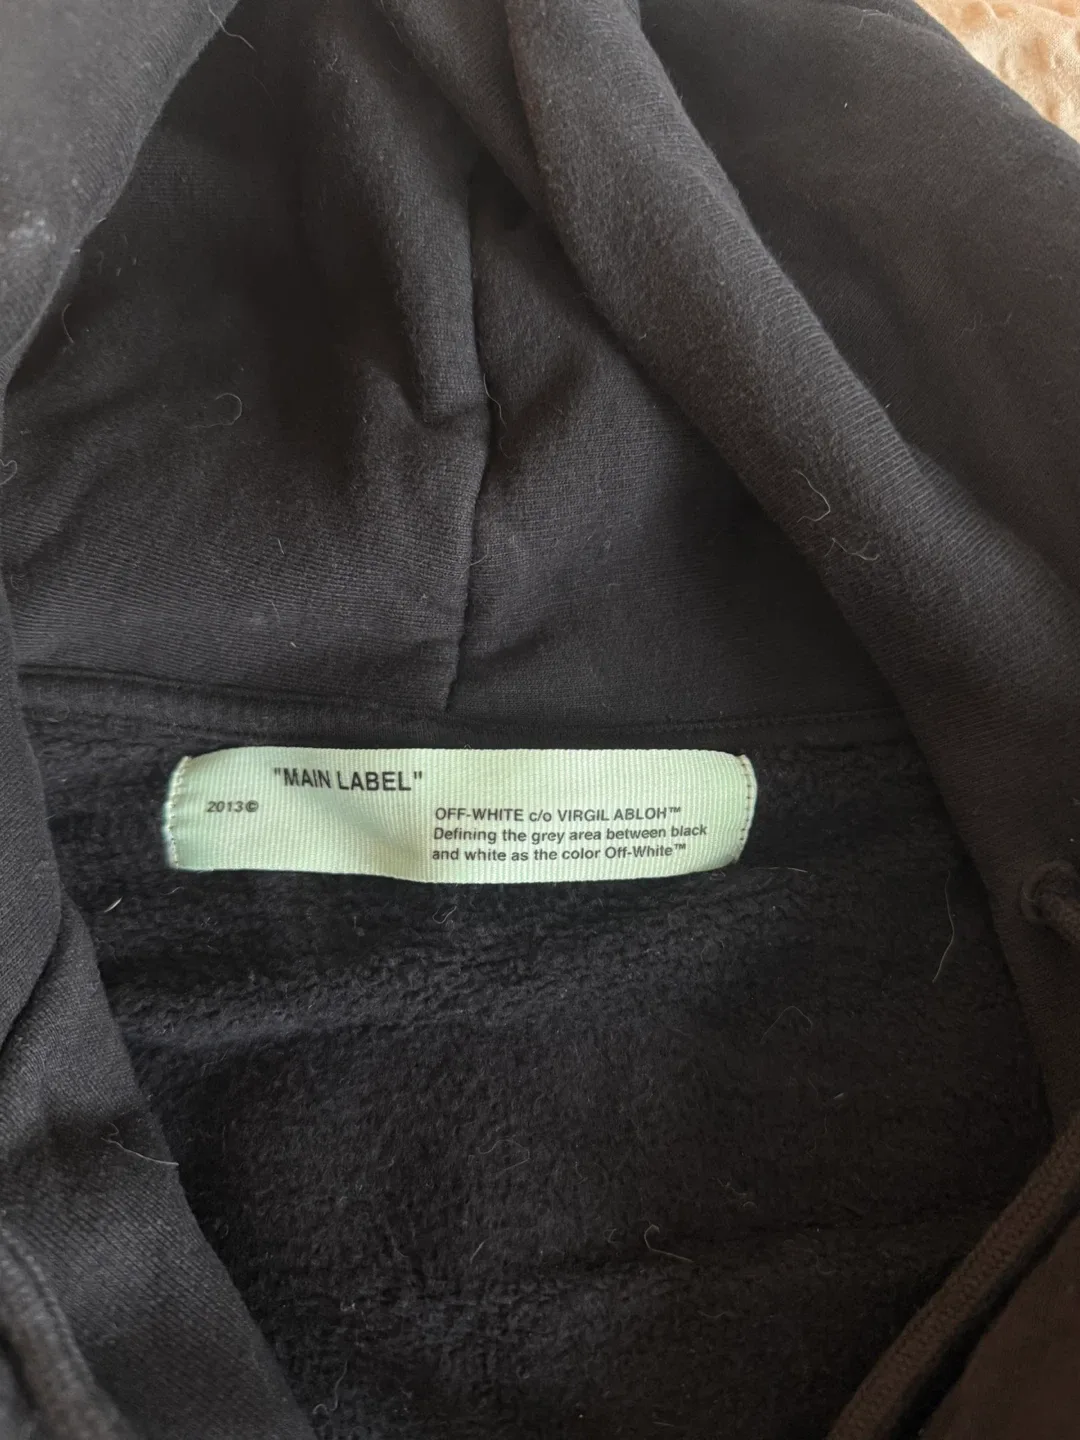 "MAIN LABEL"
2013©
OFF-WHITE c/o VIRGIL ABLOH™
Defining the grey area between black
and white as the color Off-White™